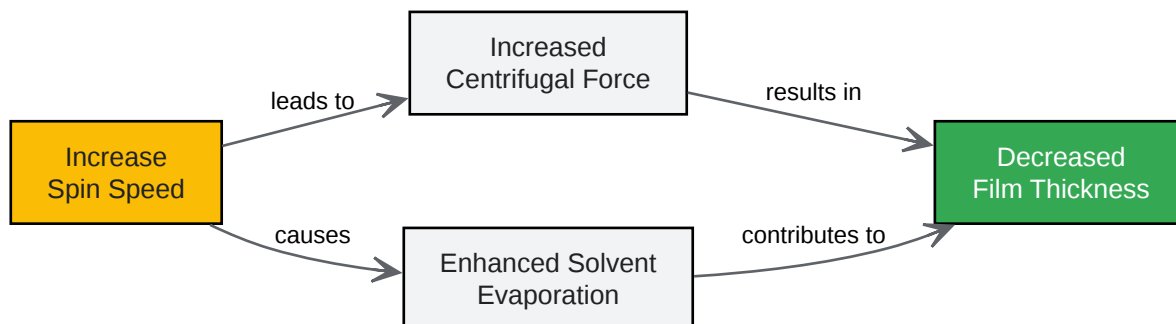 Increased
Centrifugal Force
leads to
results in
Increase
Spin Speed
Decreased
Film Thickness
causes
contributes to
Enhanced Solvent
Evaporation